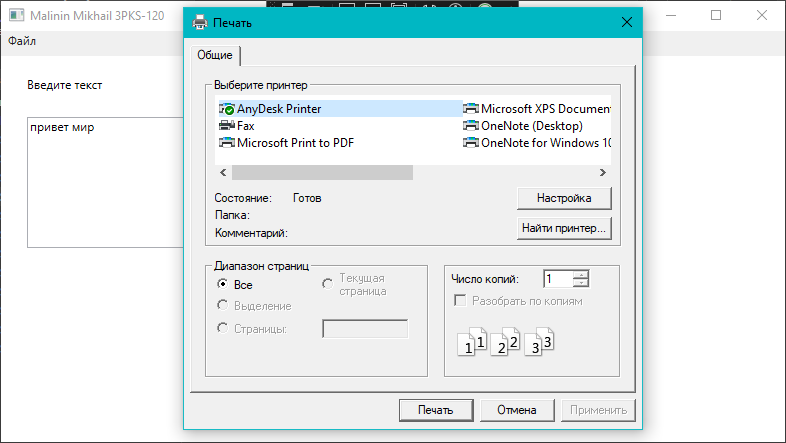 Malinin Mikhail 3PKS-120
Печать
Файл
Общие
Введите текст
привет мир
Выберите принтер
AnyDesk Printer
Fax
Microsoft Print to PDF
Microsoft XPS Documen
OneNote (Desktop)
OneNote for Windows 10
Состояние: Готов
Папка:
Комментарий:
Настройка
Найти принтер...
Диапазон страниц
Все
Текущая
страница
Выделение
Страницы:
Число копий: 1
Разобрать по копиям
1 1 2 2 3 3
Печать
Отмена
Применить